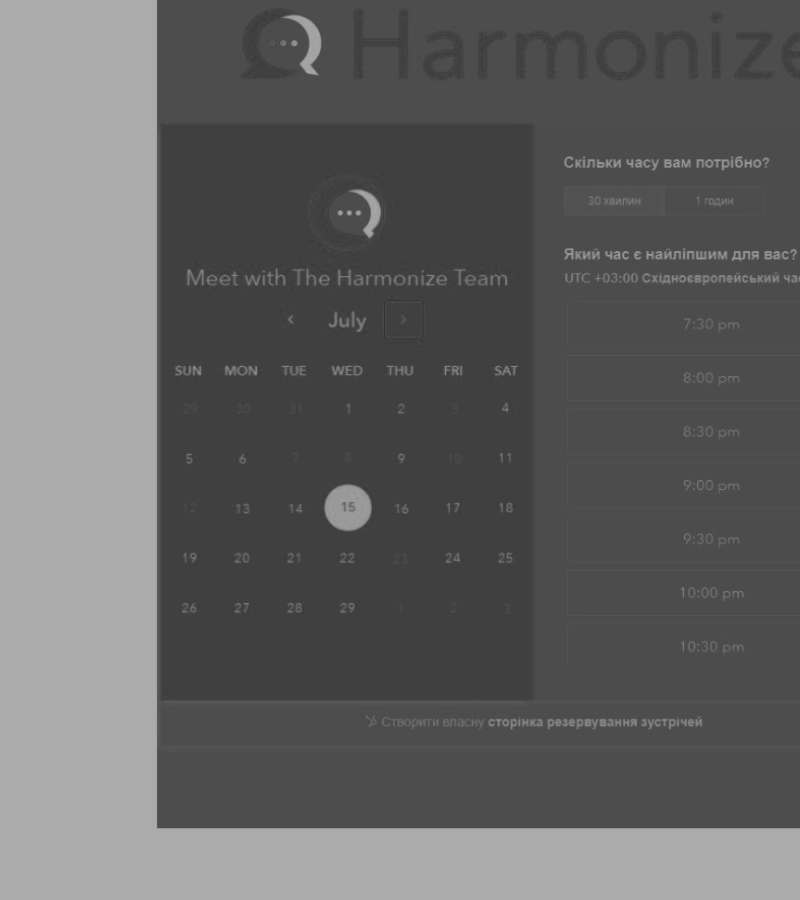 Harmonize
Meet with The Harmonize Team
July
SUN MON TUE WED THU FRI SAT
29 30 31 1 2 3 4
5 6 7 8 9 10 11
12 13 14 15 16 17 18
19 20 21 22 23 24 25
26 27 28 29 1 2 3
Скільки часу вам потрібно?
30 хвилин 1 годин
Який час є найліпшим для вас?
UTC +03:00 Східноєвропейський
7:30 pm
8:00 pm
8:30 pm
9:00 pm
9:30 pm
10:00 pm
10:30 pm
Створити власну сторінка резервування зустрічей